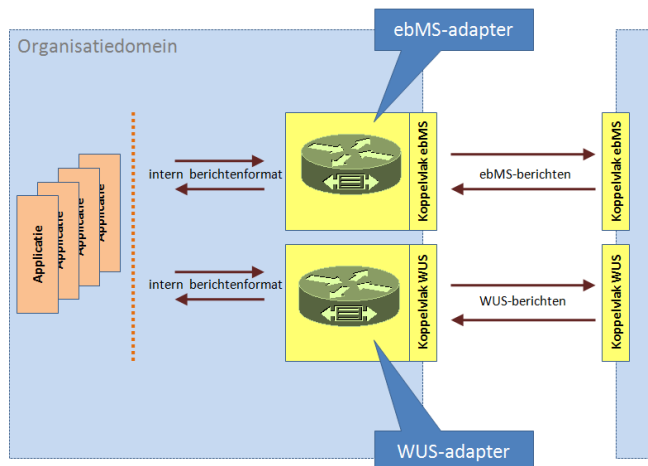 ebMS-adapter
Organisatiedomein
Applicatie
Applicatie
Applicatie
Applicatie
intern berichtenformat
Koppelvlak ebMS
ebMS-berichten
Koppelvlak ebMS
intern berichtenformat
Koppelvlak WUS
WUS-berichten
Koppelvlak WUS
WUS-adapter